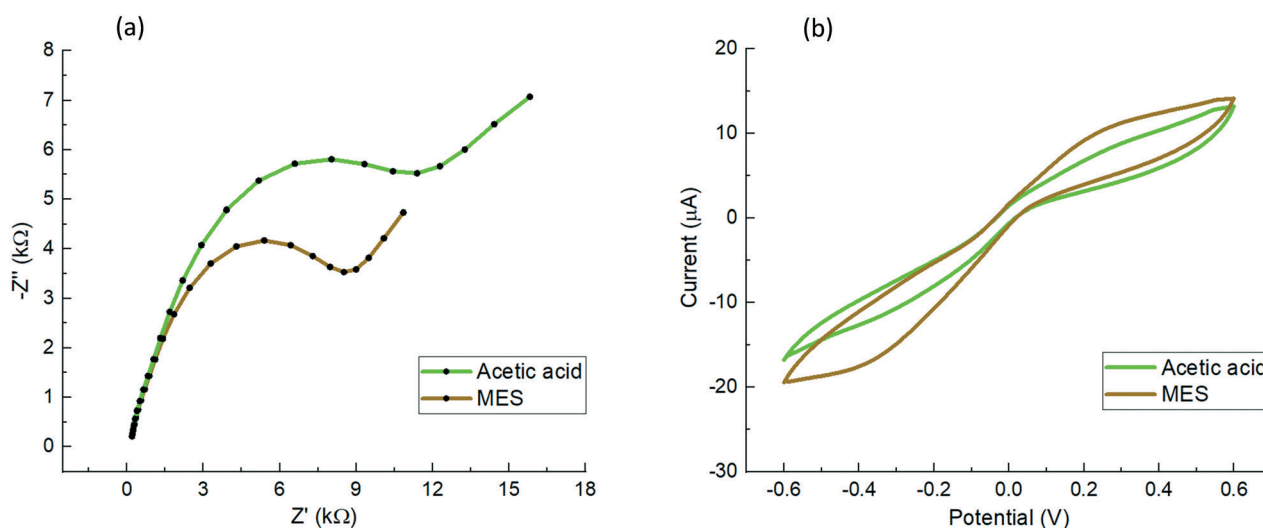 (a)
8
7
6
5
4
3
2
1
0
-Z'' (kΩ)
0 3 6 9 12 15 18
Z' (kΩ)
Acetic acid
MES
(b)
20
10
0
-10
-20
-30
Current (μA)
-0.6 -0.4 -0.2 0.0 0.2 0.4 0.6
Potential (V)
Acetic acid
MES